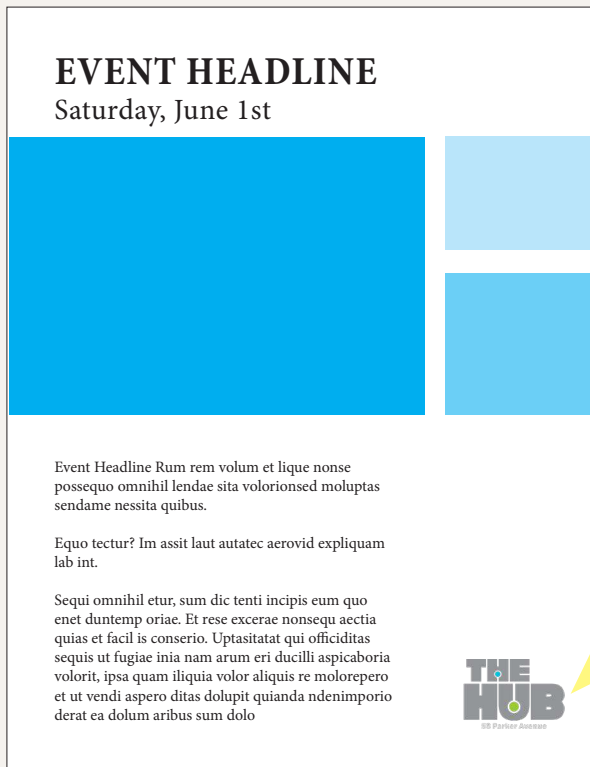 EVENT HEADLINE
Saturday, June 1st
Event Headline Rum rem volum et lique nonse
possequo omnihil lendae sita volorionsed moluptas
sendame nessita quibus.
Equo tectur? Im assit laut autatec aerovid expliquam
lab int.
Sequi omnihil etur, sum dic tenti incipis eum quo
enet duntemp oriae. Et rese excerae nonsequ aectia
quias et facil is conserio. Uptasitatat qui officiditas
sequis ut fugiae inia nam arum eri ducilli aspicaboria
volorit, ipsa quam iliquia volor aliquis re molorepero
et ut vendi aspero ditas dolupit quianda ndenimporio
derat ea dolum aribus sum dolo
THE
HUB
58 Parker Avenue